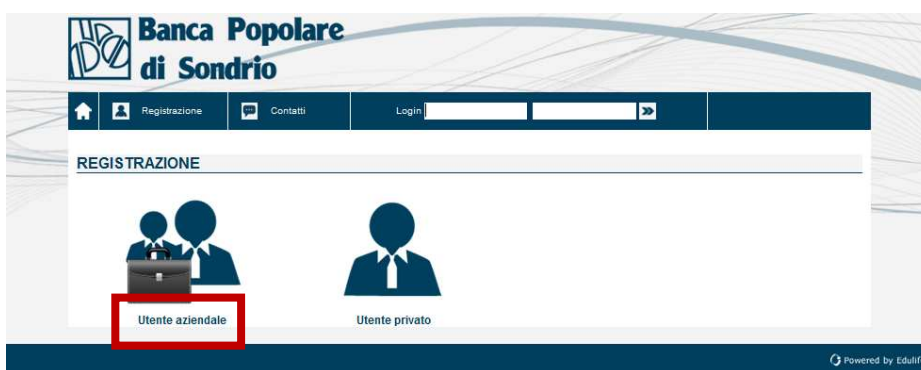 Banca Popolare
di Sondrio
Registrazione Contatti Login
REGISTRAZIONE
Utente aziendale Utente privato
Powered by Edulif